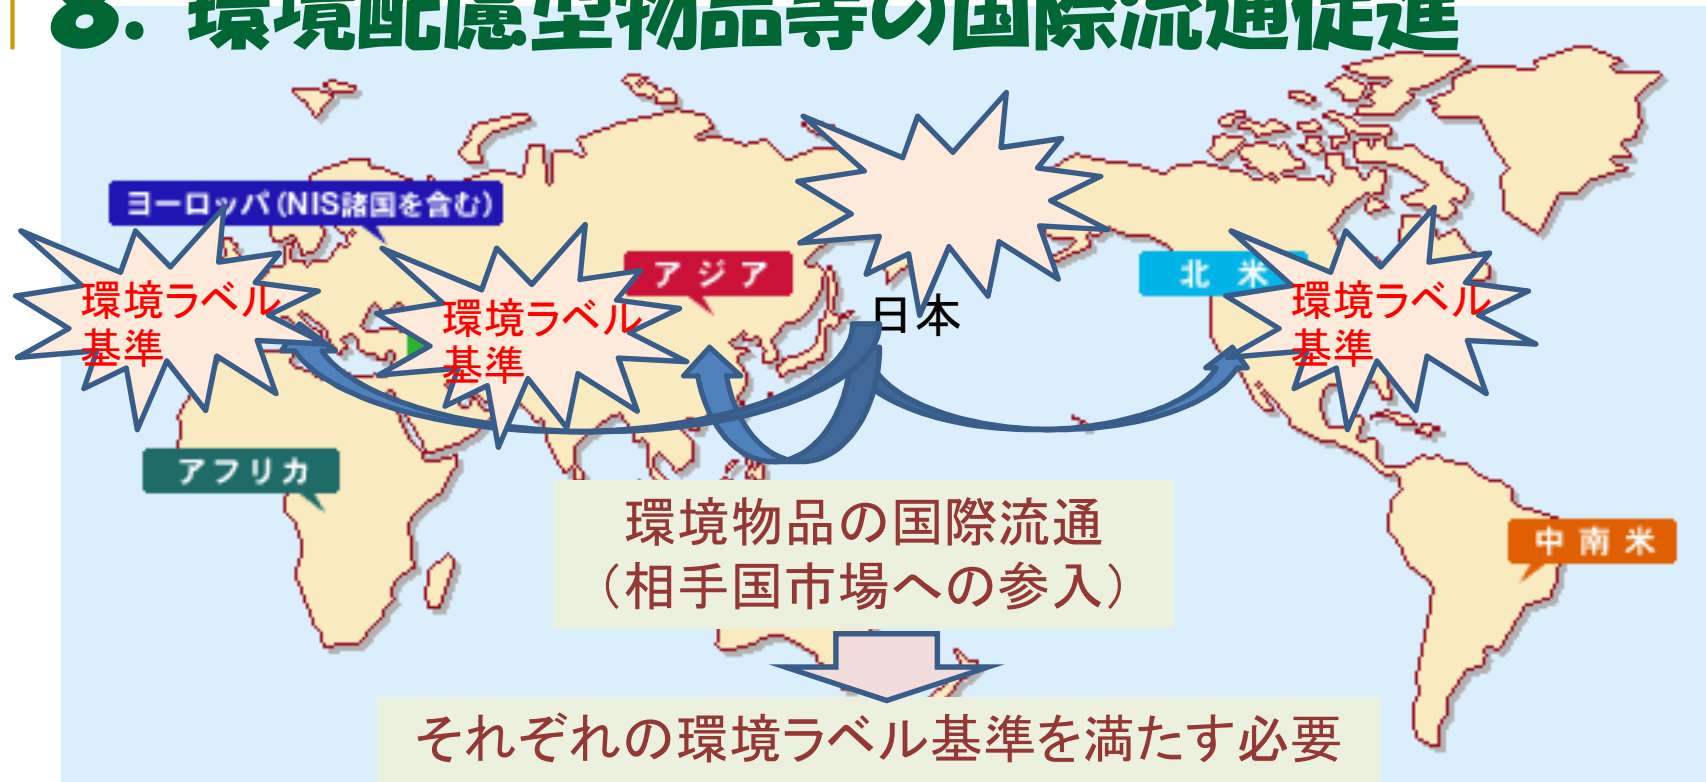 8. 環境配慮型物品等の国際流通促進
ヨーロッパ(NIS諸国を含む)
アジア
北 米
環境ラベル
基準
環境ラベル
基準
日本
環境ラベル
基準
アフリカ
環境物品の国際流通
（相手国市場への参入）
中南米
それぞれの環境ラベル基準を満たす必要